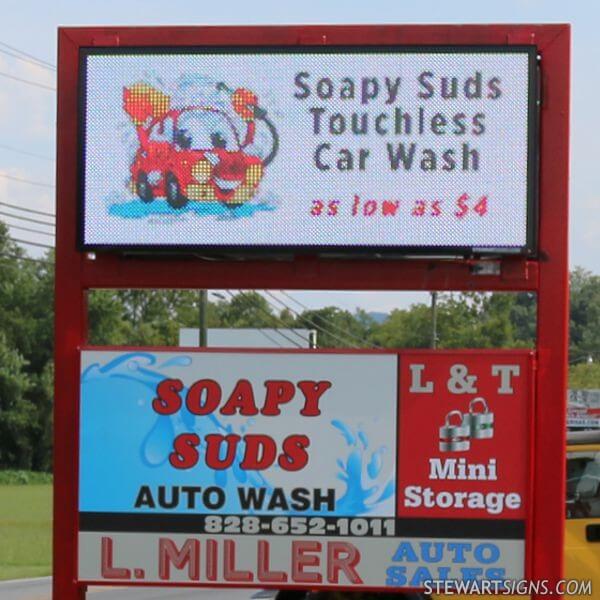 Soapy Suds
Touchless
Car Wash
as low as $4
SOAPY
SUDS
AUTO WASH
828-652-1011
L & T
Mini
Storage
L. MILLER
AUTO
SALES
STEWARTSIGNS.COM